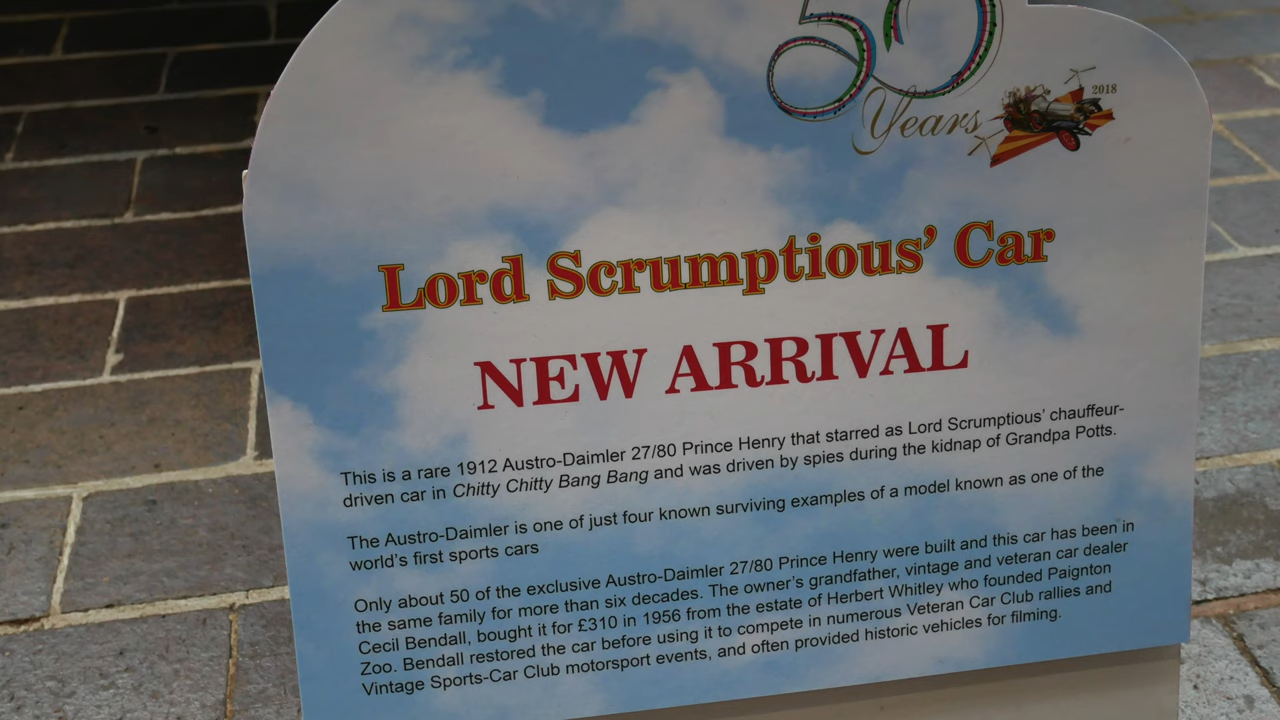 50
Years
2018
Lord Scrumptious' Car
NEW ARRIVAL
This is a rare 1912 Austro-Daimler 27/80 Prince Henry that starred as Lord Scrumptious' chauffeur-
driven car in Chitty Chitty Bang Bang and was driven by spies during the kidnap of Grandpa Potts.
The Austro-Daimler is one of just four known surviving examples of a model known as one of the
world's first sports cars
Only about 50 of the exclusive Austro-Daimler 27/80 Prince Henry were built and this car has been in
the same family for more than six decades. The owner's grandfather, vintage and veteran car dealer
Cecil Bendall, bought it for £310 in 1956 from the estate of Herbert Whitley who founded Paignton
Zoo. Bendall restored the car before using it to compete in numerous Veteran Car Club rallies and
Vintage Sports-Car Club motorsport events, and often provided historic vehicles for filming.